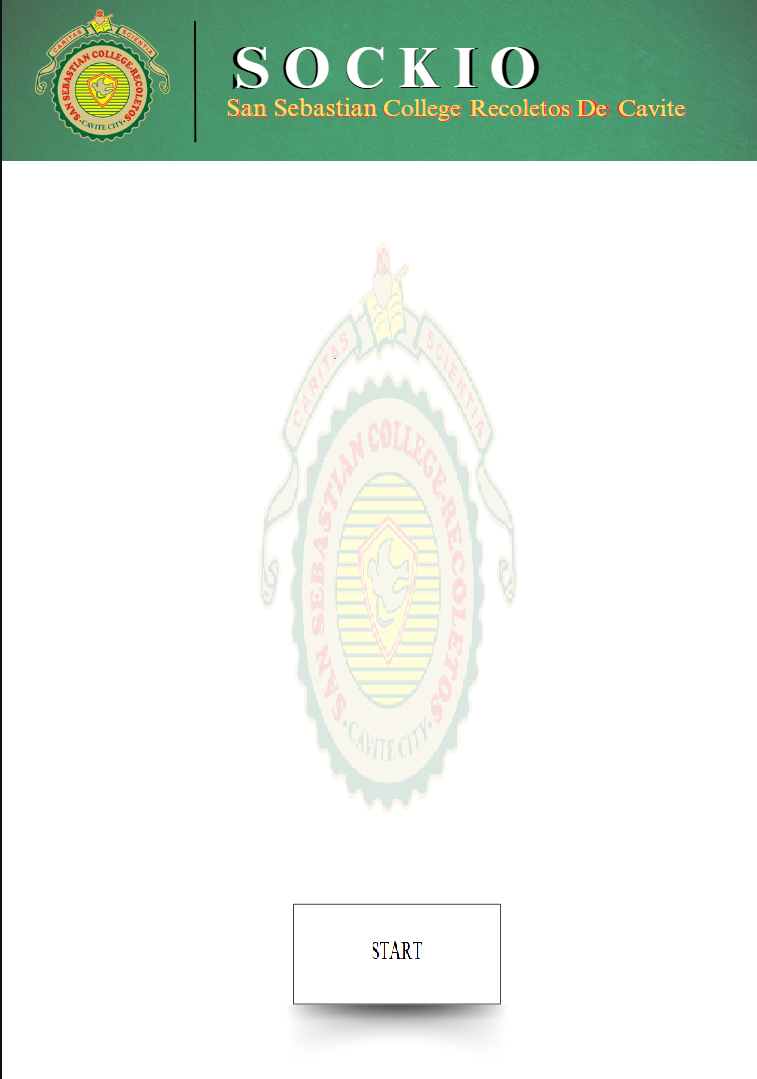 CARITAS SCIENTIA
SAN SEBASTIAN COLLEGE-RECOLETOS
•CAVITE CITY•
SOCKIO
San Sebastian College Recoletos De Cavite
CARITAS SCIENTIA
SAN SEBASTIAN COLLEGE-RECOLETOS
•CAVITE CITY•
START